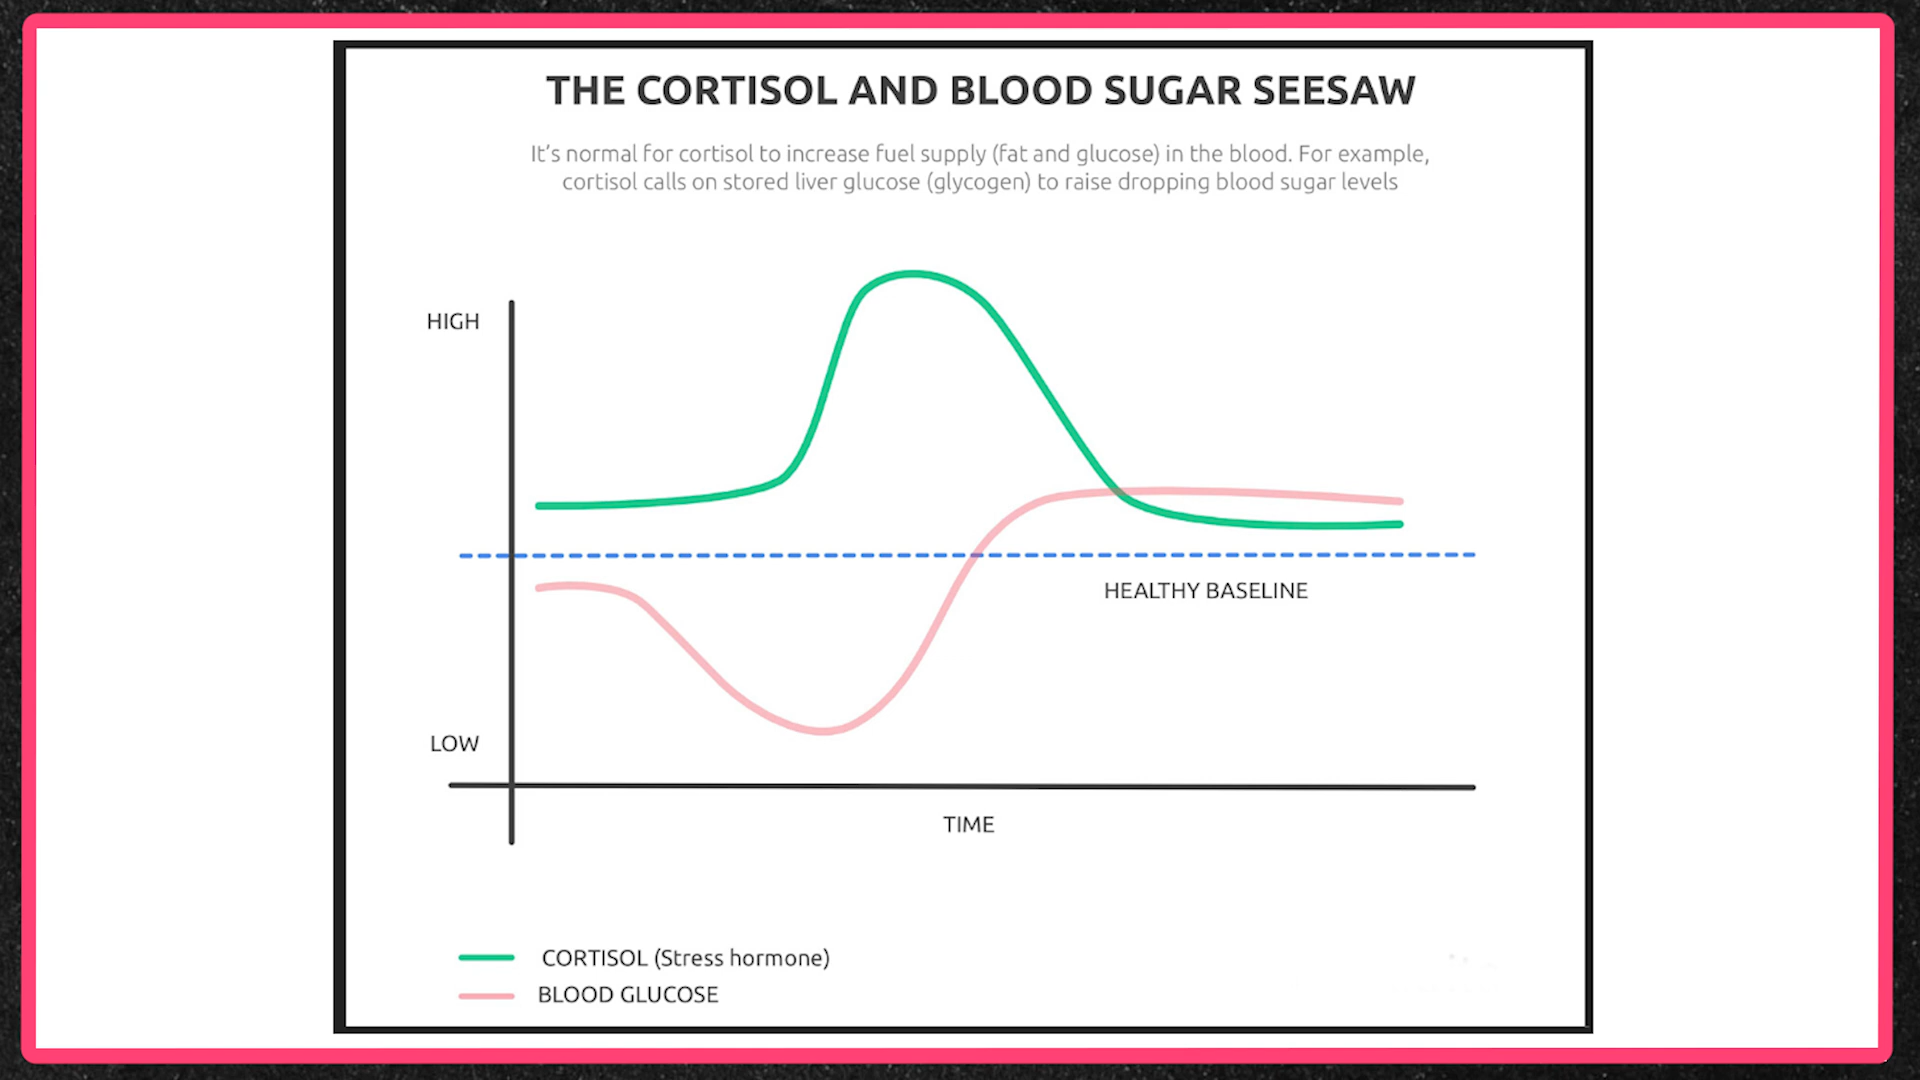 THE CORTISOL AND BLOOD SUGAR SEESAW
It's normal for cortisol to increase fuel supply (fat and glucose) in the blood. For example,
cortisol calls on stored liver glucose (glycogen) to raise dropping blood sugar levels
HIGH
HEALTHY BASELINE
LOW
TIME
CORTISOL (Stress hormone)
BLOOD GLUCOSE